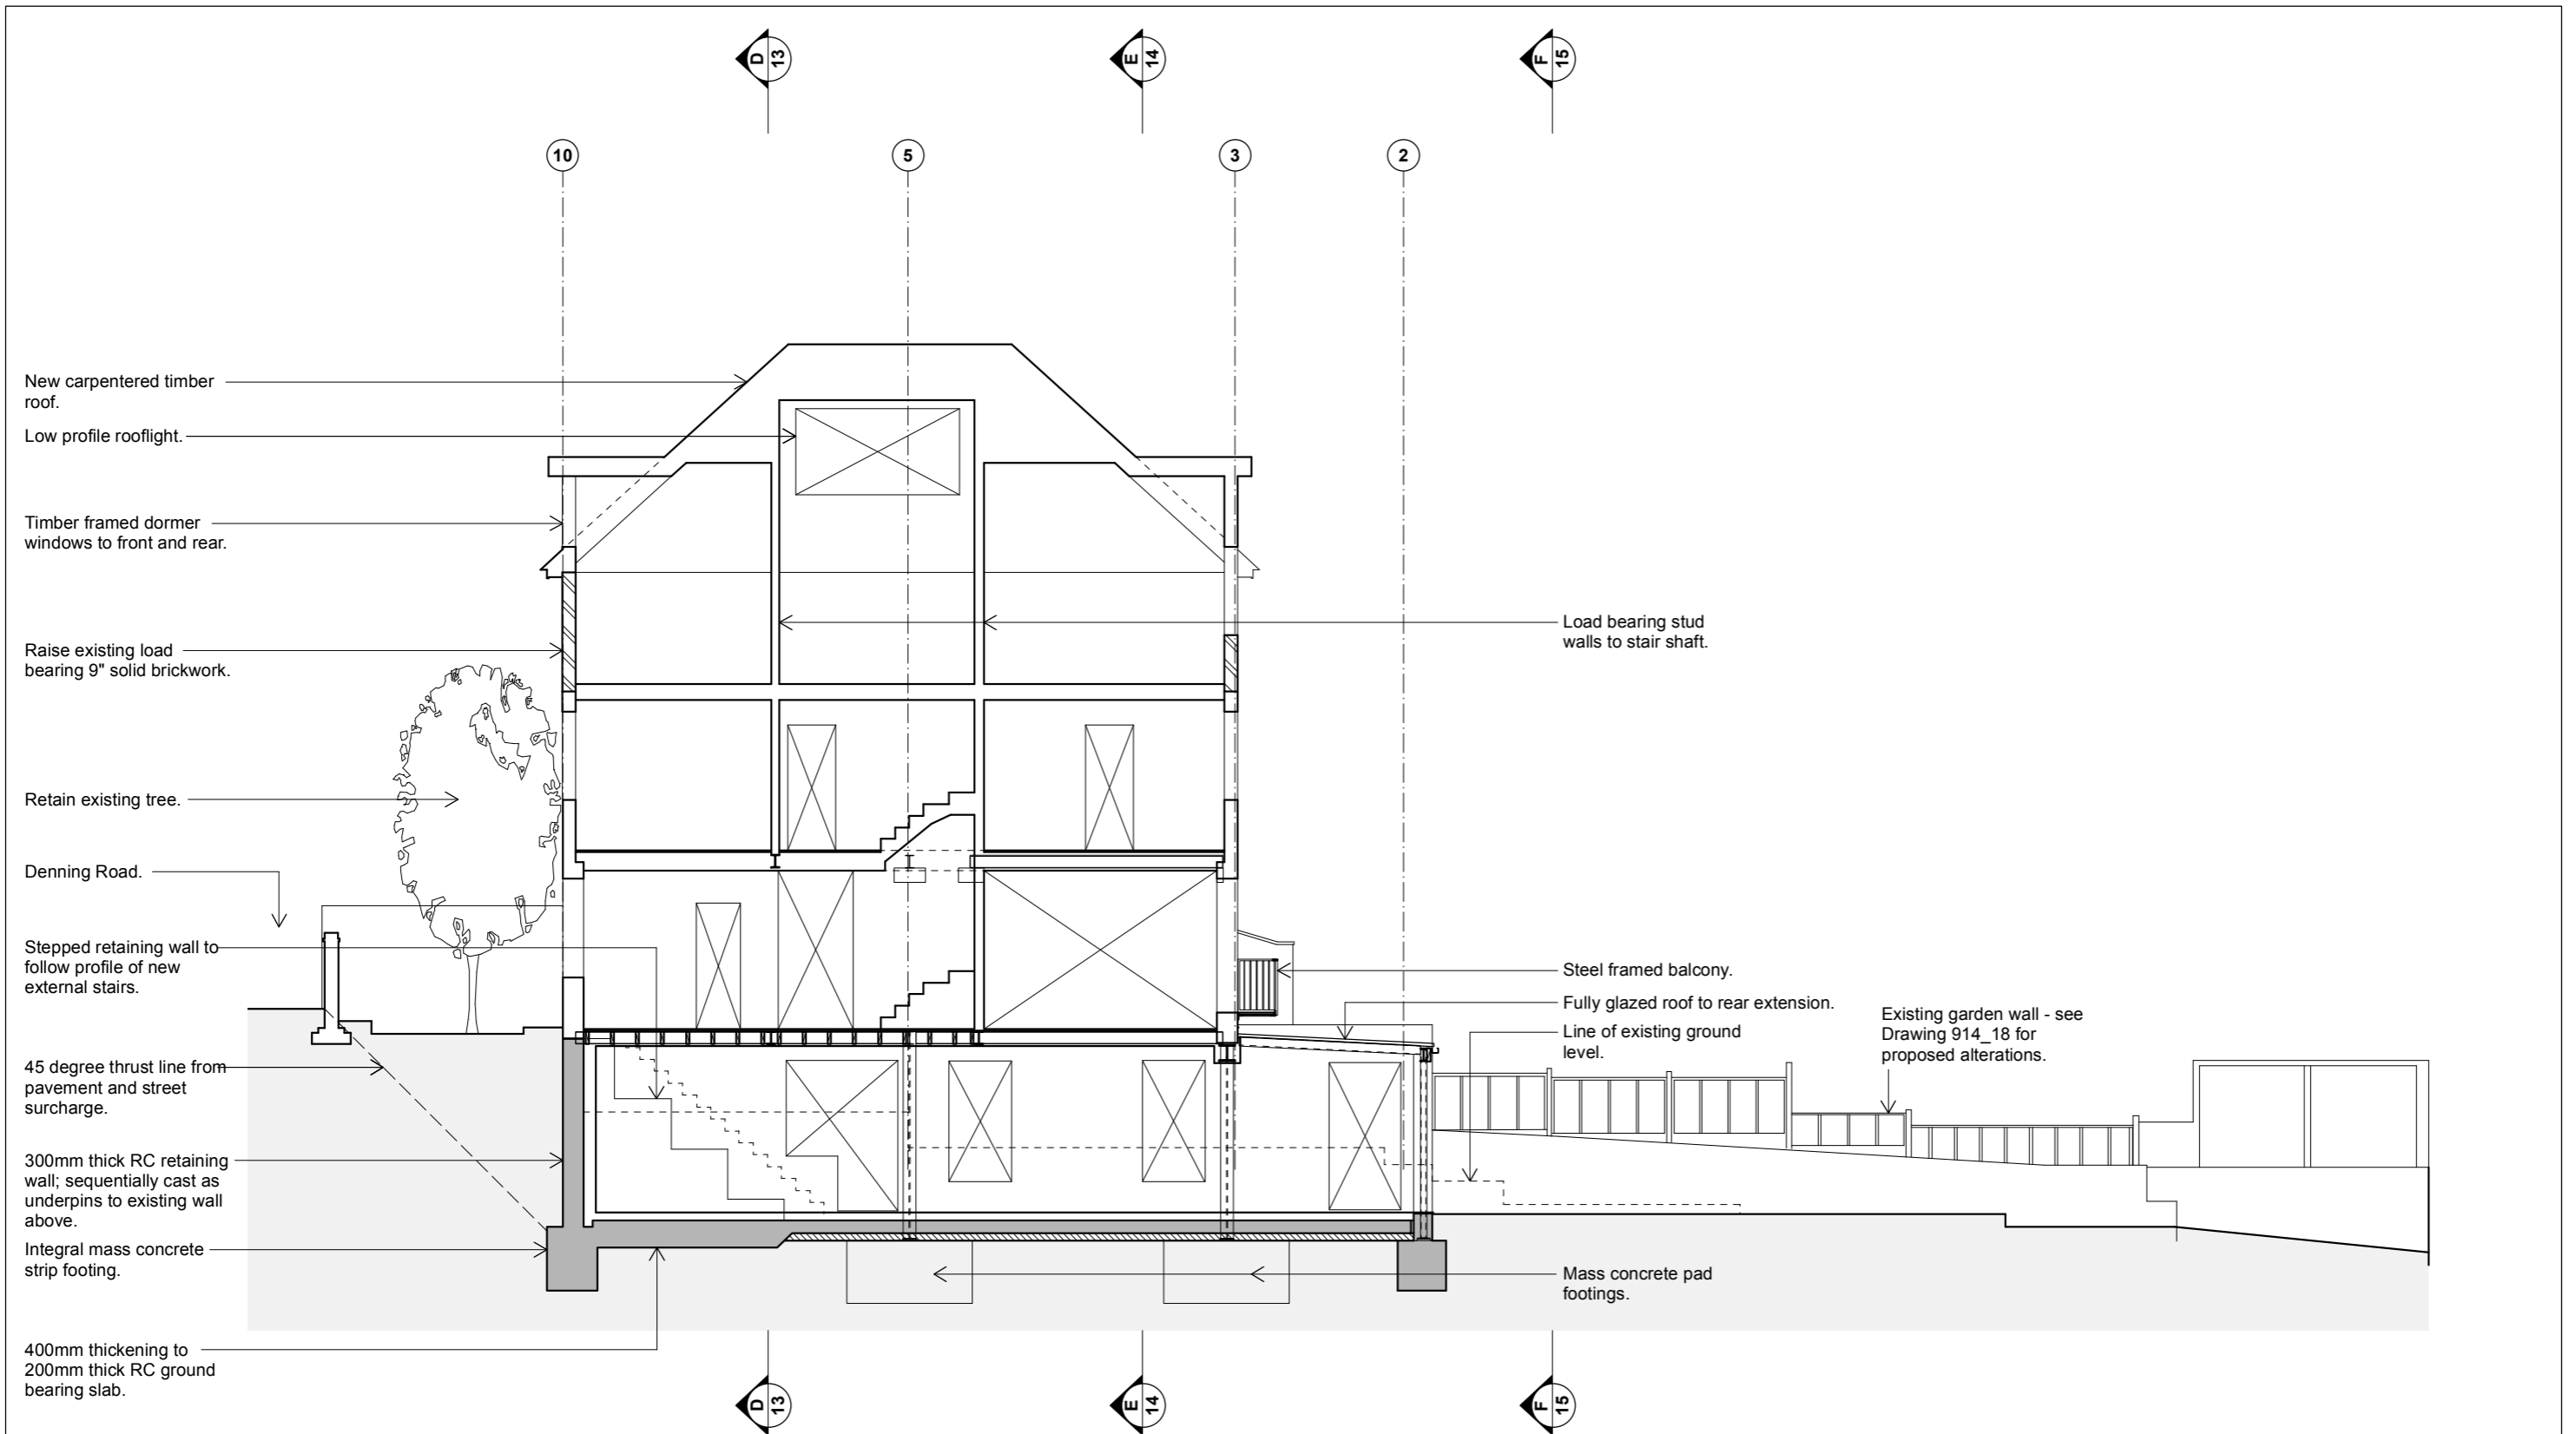 D
13
E
14
F
15
10
5
3
2
New carpentered timber
roof.
Low profile rooflight.
Timber framed dormer
windows to front and rear.
Raise existing load
bearing 9" solid brickwork.
Retain existing tree.
Denning Road.
Stepped retaining wall to
follow profile of new
external stairs.
45 degree thrust line from
pavement and street
surcharge.
300mm thick RC retaining
wall; sequentially cast as
underpins to existing wall
above.
Integral mass concrete
strip footing.
400mm thickening to
200mm thick RC ground
bearing slab.
Load bearing stud
walls to stair shaft.
Steel framed balcony.
Fully glazed roof to rear extension.
Line of existing ground
level.
Existing garden wall - see
Drawing 914_18 for
proposed alterations.
Mass concrete pad
footings.
D
13
E
14
F
15